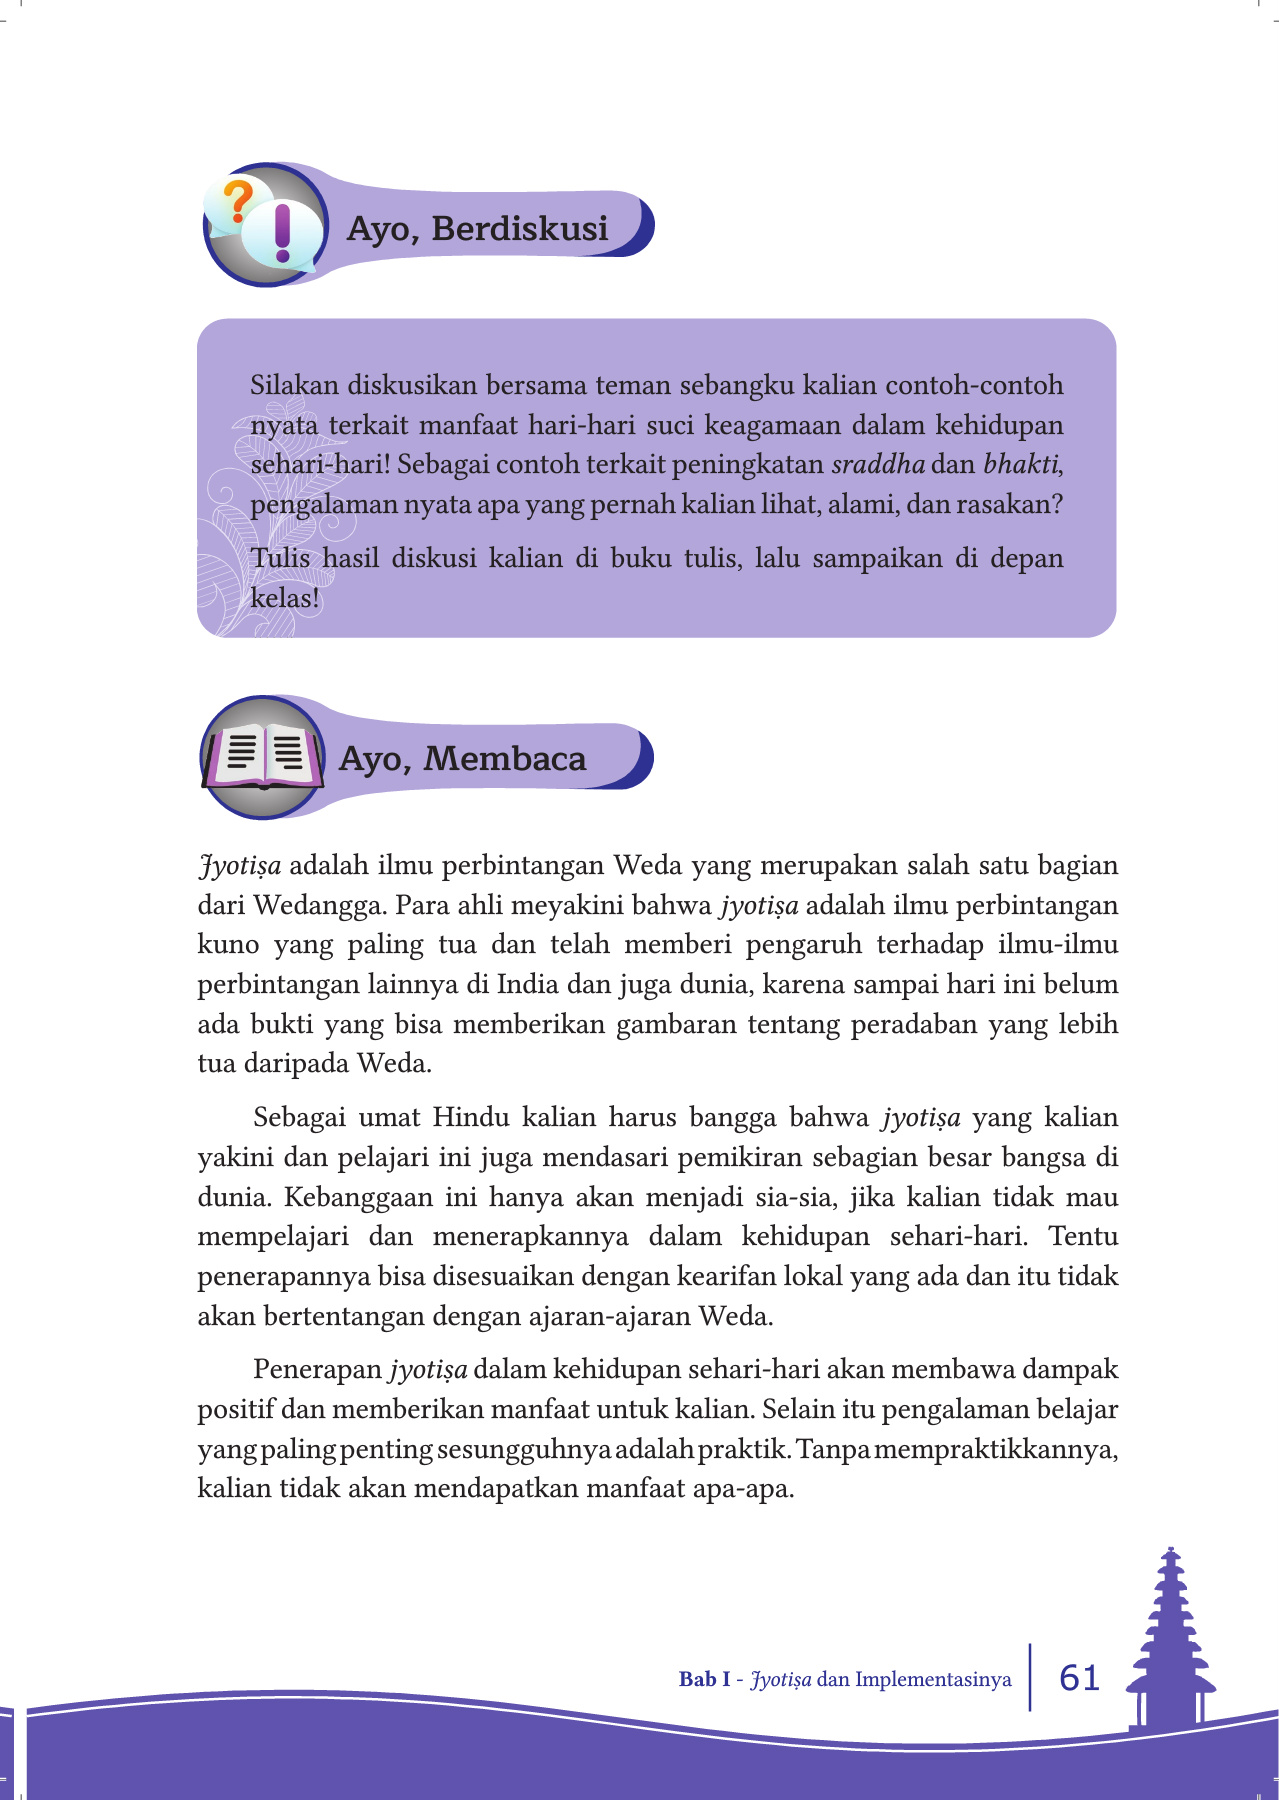 Ayo, Berdiskusi
Silakan diskusikan bersama teman sebangku kalian contoh-contoh
nyata terkait manfaat hari-hari suci keagamaan dalam kehidupan
sehari-hari! Sebagai contoh terkait peningkatan sraddha dan bhakti,
pengalaman nyata apa yang pernah kalian lihat, alami, dan rasakan?
Tulis hasil diskusi kalian di buku tulis, lalu sampaikan di depan
kelas!
Ayo, Membaca
Jyotiṣa adalah ilmu perbintangan Weda yang merupakan salah satu bagian
dari Wedangga. Para ahli meyakini bahwa jyotiṣa adalah ilmu perbintangan
kuno yang paling tua dan telah memberi pengaruh terhadap ilmu-ilmu
perbintangan lainnya di India dan juga dunia, karena sampai hari ini belum
ada bukti yang bisa memberikan gambaran tentang peradaban yang lebih
tua daripada Weda.
Sebagai umat Hindu kalian harus bangga bahwa jyotiṣa yang kalian
yakini dan pelajari ini juga mendasari pemikiran sebagian besar bangsa di
dunia. Kebanggaan ini hanya akan menjadi sia-sia, jika kalian tidak mau
mempelajari dan menerapkannya dalam kehidupan sehari-hari. Tentu
penerapannya bisa disesuaikan dengan kearifan lokal yang ada dan itu tidak
akan bertentangan dengan ajaran-ajaran Weda.
Penerapan jyotiṣa dalam kehidupan sehari-hari akan membawa dampak
positif dan memberikan manfaat untuk kalian. Selain itu pengalaman belajar
yang paling penting sesungguhnya adalah praktik. Tanpa mempraktikkannya,
kalian tidak akan mendapatkan manfaat apa-apa.
Bab I - Jyotiṣa dan Implementasinya 61